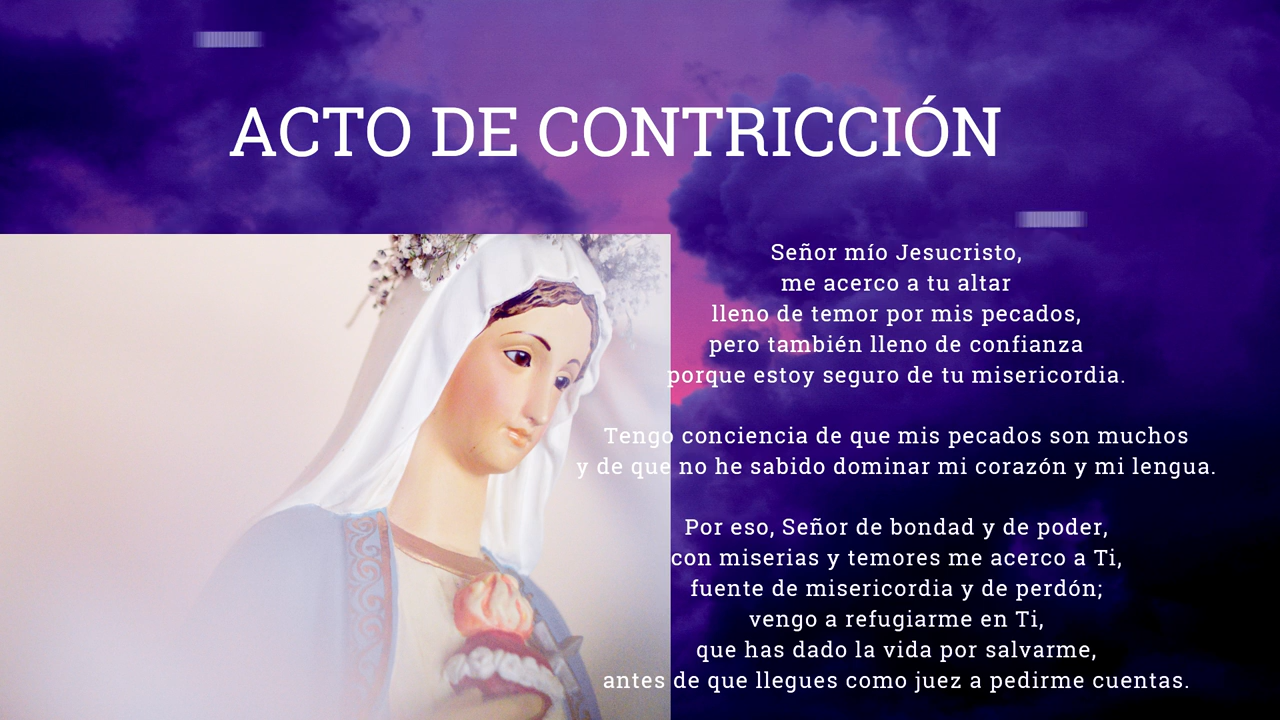 ACTO DE CONTRICCIÓN
Señor mío Jesucristo,
me acerco a tu altar
lleno de temor por mis pecados,
pero también lleno de confianza
porque estoy seguro de tu misericordia.
Tengo conciencia de que mis pecados son muchos
y de que no he sabido dominar mi corazón y mi lengua.
Por eso, Señor de bondad y de poder,
con miserias y temores me acerco a Ti,
fuente de misericordia y de perdón;
vengo a refugiarme en Ti,
que has dado la vida por salvarme,
antes de que llegues como juez a pedirme cuentas.